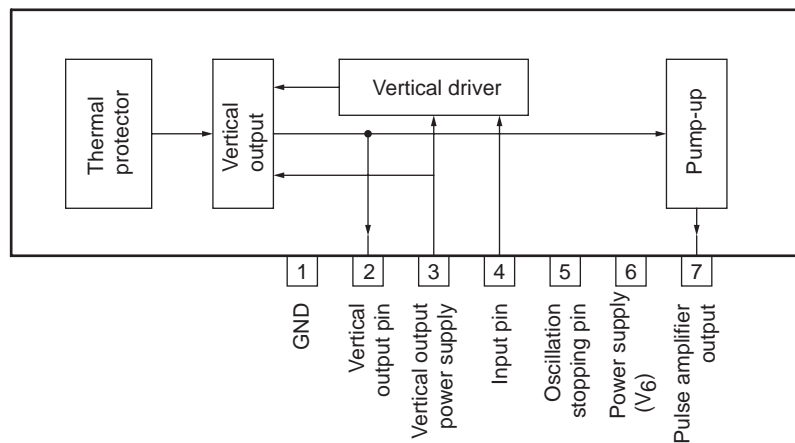 Thermal
protector
Vertical
output
Vertical driver
Pump-up
1
2
3
4
5
6
7
GND
Vertical
output pin
Vertical output
power supply
Input pin
Oscillation
stopping pin
Power supply
(V6)
Pulse amplifier
output